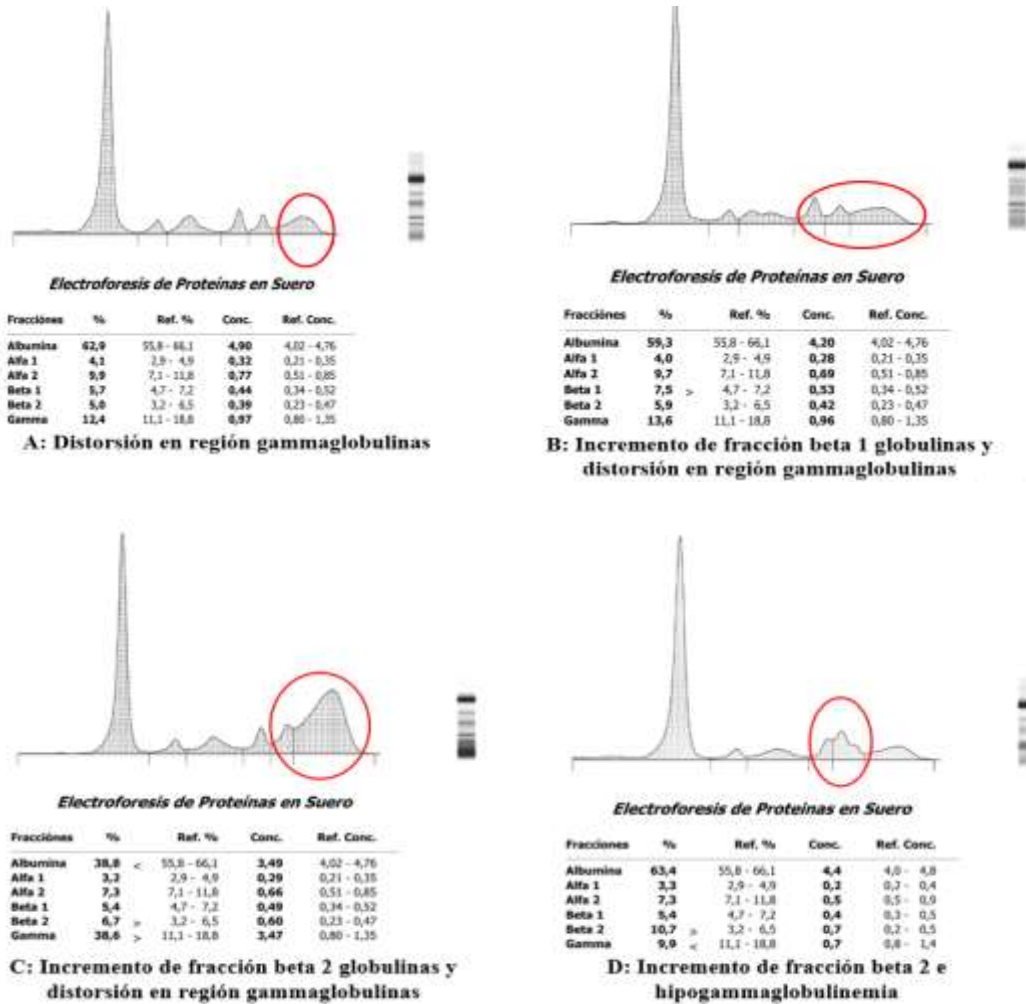 Electroforesis de Proteínas en Suero
Fracciónes % Ref. % Conc. Ref. Conc.
Albumina 62,9 55,8 - 66,1 4,90 4,02 - 4,76
Alfa 1 4,1 2,9 - 4,9 0,32 0,21 - 0,35
Alfa 2 9,9 7,1 - 11,8 0,77 0,51 - 0,85
Beta 1 5,7 4,7 - 7,2 0,44 0,34 - 0,52
Beta 2 5,0 3,2 - 6,5 0,39 0,23 - 0,47
Gamma 12,4 11,1 - 18,8 0,97 0,80 - 1,35
A: Distorsión en región gammaglobulinas
Electroforesis de Proteínas en Suero
Fracciones % Ref. % Conc. Ref. Conc.
Albumina 59,3 55,8 - 66,1 4,20 4,02 - 4,76
Alfa 1 4,0 2,9 - 4,9 0,28 0,21 - 0,35
Alfa 2 9,7 7,1 - 11,8 0,69 0,51 - 0,85
Beta 1 7,5 > 4,7 - 7,2 0,53 0,34 - 0,52
Beta 2 5,9 3,2 - 6,5 0,42 0,23 - 0,47
Gamma 13,6 11,1 - 18,8 0,96 0,80 - 1,35
B: Incremento de fracción beta 1 globulinas y
distorsión en región gammaglobulinas
Electroforesis de Proteínas en Suero
Fracciónes % Ref. % Conc. Ref. Conc.
Albumina 38,8 < 55,8 - 66,1 3,49 4,02 - 4,76
Alfa 1 3,2 2,9 - 4,9 0,29 0,21 - 0,35
Alfa 2 7,3 7,1 - 11,8 0,66 0,51 - 0,85
Beta 1 5,4 4,7 - 7,2 0,49 0,34 - 0,52
Beta 2 6,7 > 3,2 - 6,5 0,60 0,23 - 0,47
Gamma 38,6 > 11,1 - 18,8 3,47 0,80 - 1,35
C: Incremento de fracción beta 2 globulinas y
distorsión en región gammaglobulinas
Electroforesis de Proteínas en Suero
Fracciones % Ref. % Conc. Ref. Conc.
Albumina 63,4 55,8 - 66,1 4,4 4,0 - 4,8
Alfa 1 3,3 2,9 - 4,9 0,2 0,2 - 0,4
Alfa 2 7,3 7,1 - 11,8 0,5 0,5 - 0,9
Beta 1 5,4 4,7 - 7,2 0,4 0,3 - 0,5
Beta 2 10,7 > 3,2 - 6,5 0,7 0,2 - 0,5
Gamma 9,9 < 11,1 - 18,8 0,7 0,8 - 1,4
D: Incremento de fracción beta 2 e
hipogammaglobulinemia